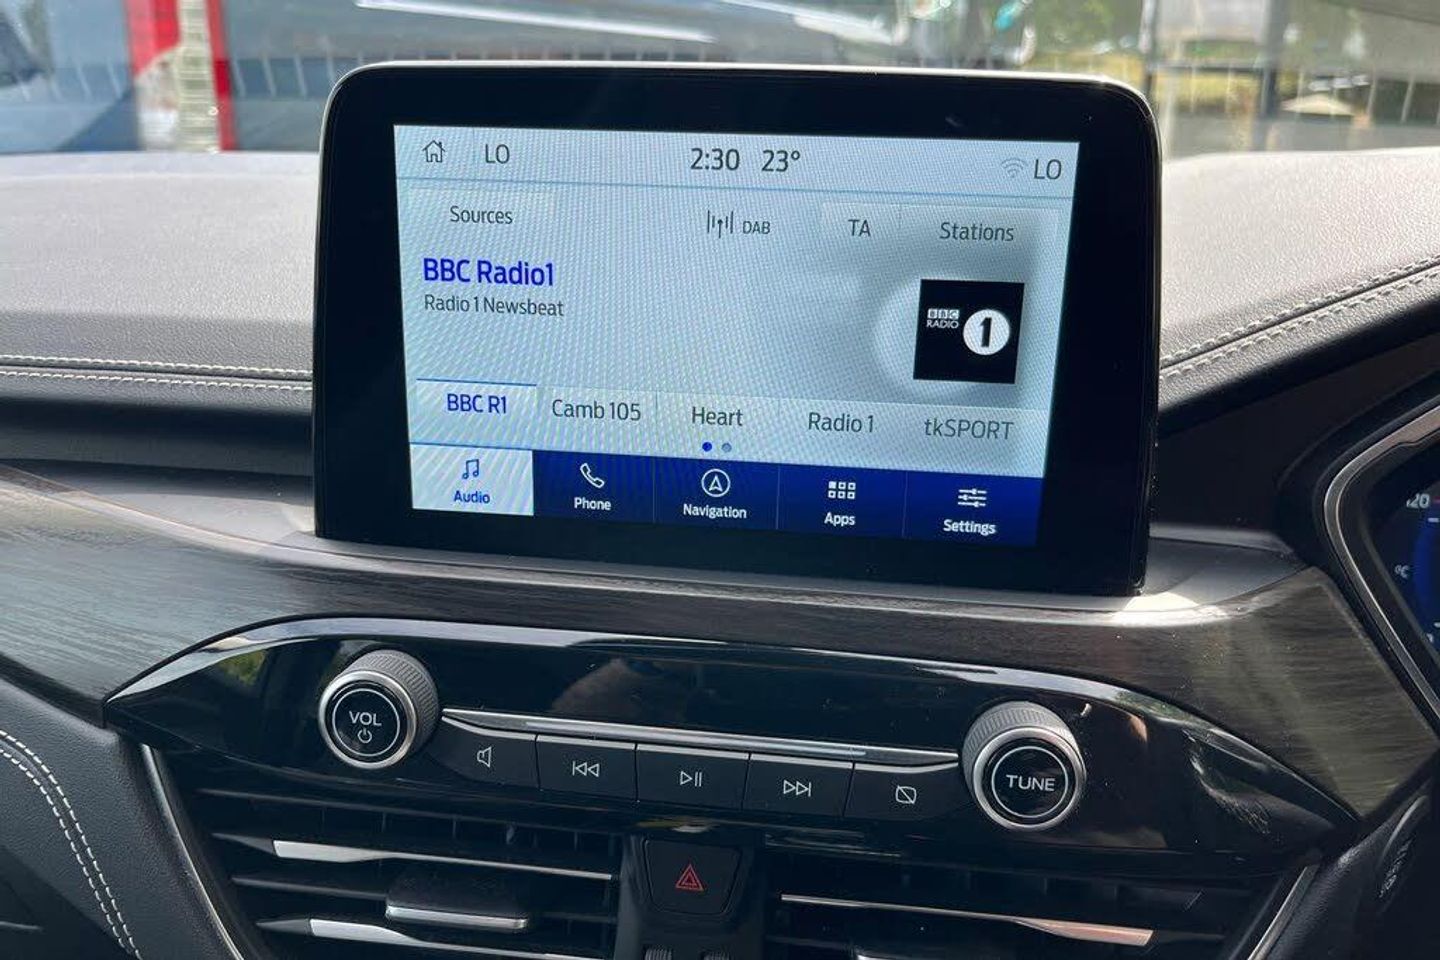 LO 2:30 23° LO
Sources DAB TA Stations
BBC Radio1
Radio 1 Newsbeat
BBC
RADIO 1
BBC R1 Camb 105 Heart Radio 1 tkSPORT
Audio Phone Navigation Apps Settings
120
°C
VOL
TUNE